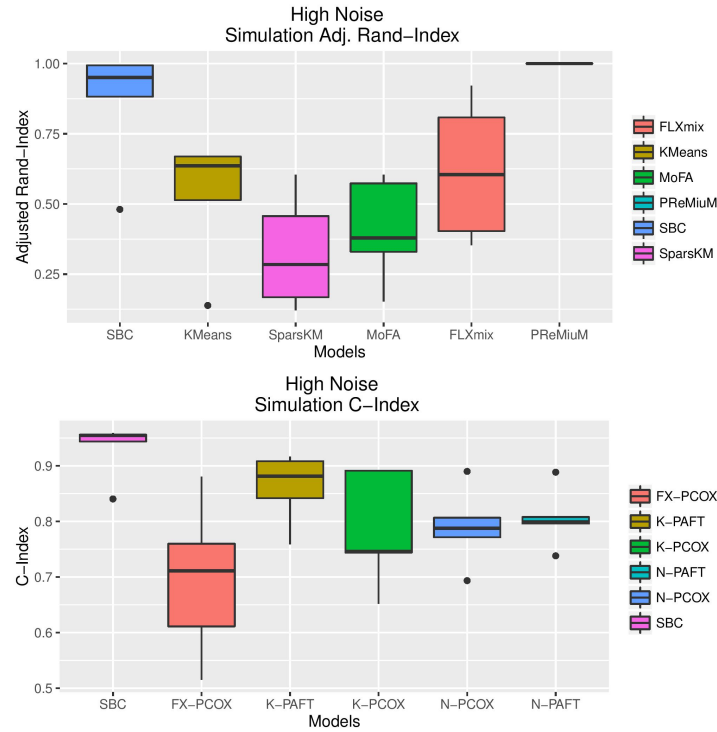 High Noise
Simulation Adj. Rand−Index
1.00
0.75
0.50
0.25
Adjusted Rand−Index
SBC KMeans SparsKM MoFA FLXmix PReMiuM
Models
FLXmix
KMeans
MoFA
PReMiuM
SBC
SparsKM
High Noise
Simulation C−Index
0.9
0.8
0.7
0.6
0.5
C−Index
SBC FX−PCOX K−PAFT K−PCOX N−PCOX N−PAFT
Models
FX−PCOX
K−PAFT
K−PCOX
N−PAFT
N−PCOX
SBC